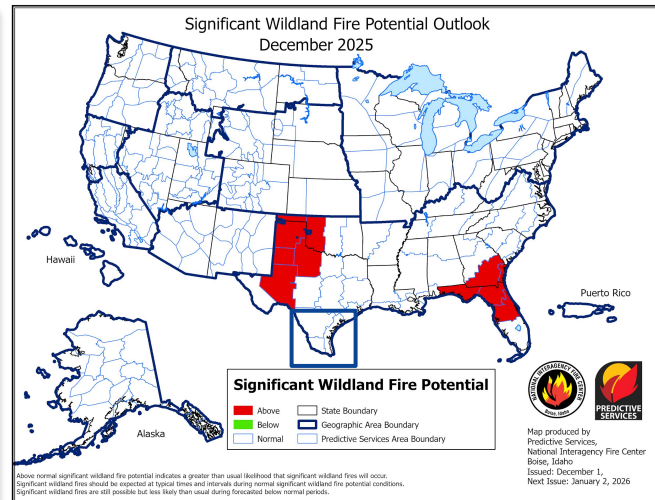 Significant Wildland Fire Potential Outlook
December 2025
Hawaii
Puerto Rico
Alaska
Significant Wildland Fire Potential
Above
Below
Normal
State Boundary
Geographic Area Boundary
Predictive Services Area Boundary
NATIONAL INTERAGENCY FIRE CENTER
Boise, Idaho
PREDICTIVE
SERVICES
Map produced by
Predictive Services,
National Interagency Fire Center
Boise, Idaho
Issued: December 1,
Next Issue: January 2, 2026
Above normal significant wildland fire potential indicates a greater than usual likelihood that significant wildland fires will occur.
Significant wildland fires should be expected at typical times and intervals during normal significant wildland fire potential conditions.
Significant wildland fires are still possible but less likely than usual during forecasted below normal periods.